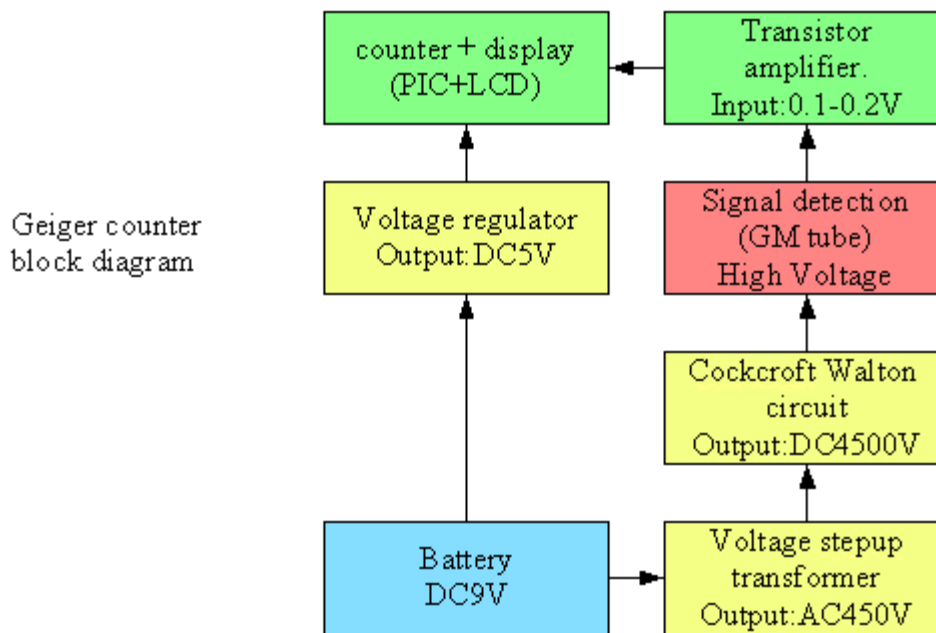 counter + display
(PIC+LCD)
Transistor
amplifier.
Input:0.1-0.2V
Geiger counter
block diagram
Voltage regulator
Output:DC5V
Signal detection
(GM tube)
High Voltage
Cockcroft Walton
circuit
Output:DC4500V
Battery
DC9V
Voltage stepup
transformer
Output:AC450V